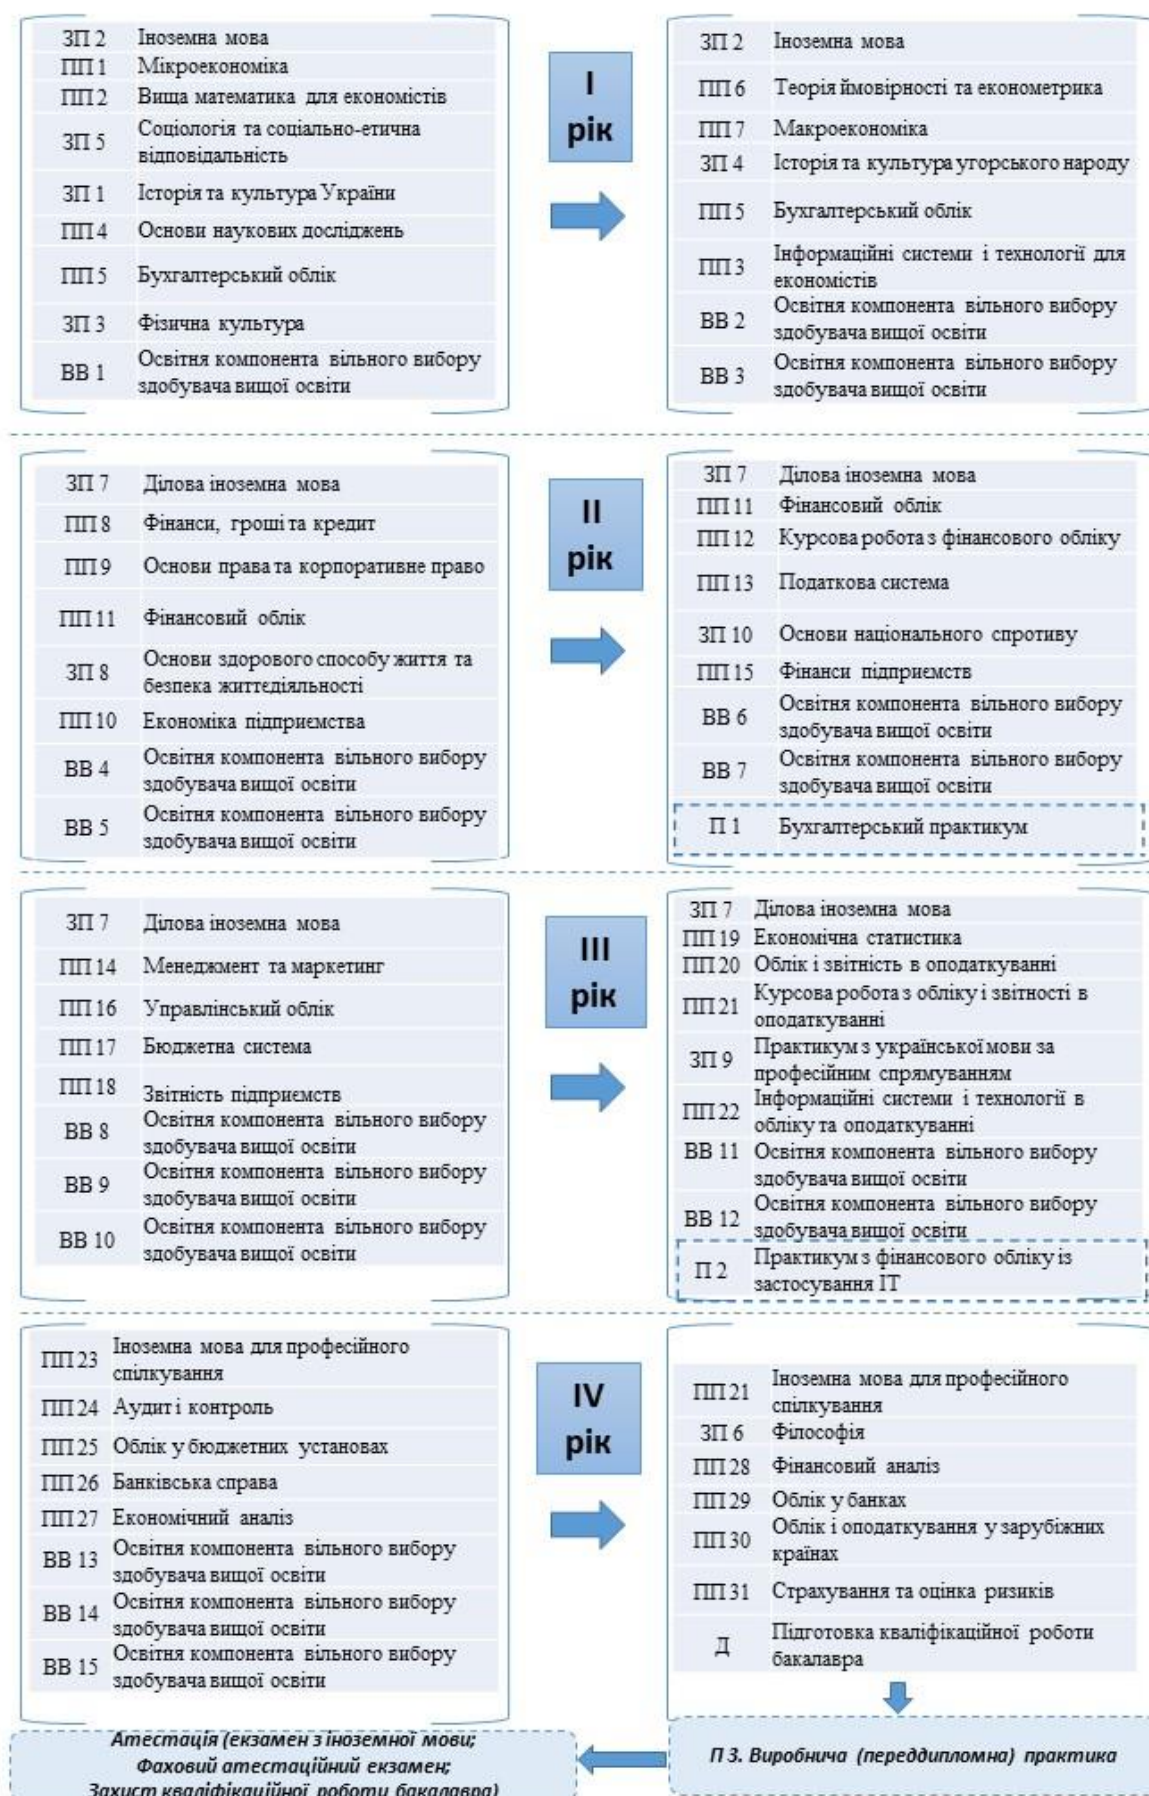 ЗП 2 Іноземна мова
ПП 1 Мікроекономіка
ПП 2 Вища математика для економістів
ЗП 5 Соціологія та соціально-етична
відповідальність
ЗП 1 Історія та культура України
ПП 4 Основи наукових досліджень
ПП 5 Бухгалтерський облік
ЗП 3 Фізична культура
ВВ 1 Освітня компонента вільного вибору
здобувача вищої освіти
І
рік
ЗП 2 Іноземна мова
ПП 6 Теорія ймовірності та економетрика
ПП 7 Макроекономіка
ЗП 4 Історія та культура угорського народу
ПП 5 Бухгалтерський облік
ПП 3 Інформаційні системи і технології для
економістів
ВВ 2 Освітня компонента вільного вибору
здобувача вищої освіти
ВВ 3 Освітня компонента вільного вибору
здобувача вищої освіти
ЗП 7 Ділова іноземна мова
ПП 8 Фінанси, гроші та кредит
ПП 9 Основи права та корпоративне право
ПП 11 Фінансовий облік
ЗП 8 Основи здорового способу життя та
безпека життєдіяльності
ПП 10 Економіка підприємства
ВВ 4 Освітня компонента вільного вибору
здобувача вищої освіти
ВВ 5 Освітня компонента вільного вибору
здобувача вищої освіти
ІІ
рік
ЗП 7 Ділова іноземна мова
ПП 11 Фінансовий облік
ПП 12 Курсова робота з фінансового обліку
ПП 13 Податкова система
ЗП 10 Основи національного спротиву
ПП 15 Фінанси підприємств
ВВ 6 Освітня компонента вільного вибору
здобувача вищої освіти
ВВ 7 Освітня компонента вільного вибору
здобувача вищої освіти
П 1 Бухгалтерський практикум
ЗП 7 Ділова іноземна мова
ПП 14 Менеджмент та маркетинг
ПП 16 Управлінський облік
ПП 17 Бюджетна система
ПП 18 Звітність підприємств
ВВ 8 Освітня компонента вільного вибору
здобувача вищої освіти
ВВ 9 Освітня компонента вільного вибору
здобувача вищої освіти
ВВ 10 Освітня компонента вільного вибору
здобувача вищої освіти
ІІІ
рік
ЗП 7 Ділова іноземна мова
ПП 19 Економічна статистика
ПП 20 Облік і звітність в оподаткуванні
ПП 21 Курсова робота з обліку і звітності в
оподаткуванні
ЗП 9 Практикум з української мови за
професійним спрямуванням
ПП 22 Інформаційні системи і технології в
обліку та оподаткуванні
ВВ 11 Освітня компонента вільного вибору
здобувача вищої освіти
ВВ 12 Освітня компонента вільного вибору
здобувача вищої освіти
П 2 Практикум з фінансового обліку із
застосування ІТ
ПП 23 Іноземна мова для професійного
спілкування
ПП 24 Аудит і контроль
ПП 25 Облік у бюджетних установах
ПП 26 Банківська справа
ПП 27 Економічний аналіз
ВВ 13 Освітня компонента вільного вибору
здобувача вищої освіти
ВВ 14 Освітня компонента вільного вибору
здобувача вищої освіти
ВВ 15 Освітня компонента вільного вибору
здобувача вищої освіти
IV
рік
ПП 21 Іноземна мова для професійного
спілкування
ЗП 6 Філософія
ПП 28 Фінансовий аналіз
ПП 29 Облік у банках
ПП 30 Облік і оподаткування у зарубіжних
країнах
ПП 31 Страхування та оцінка ризиків
Д Підготовка кваліфікаційної роботи
бакалавра
Атестація (екзамен з іноземної мови;
Фаховий атестаційний екзамен;
Захист кваліфікаційної роботи бакалавра)
П 3. Виробнича (переддипломна) практика